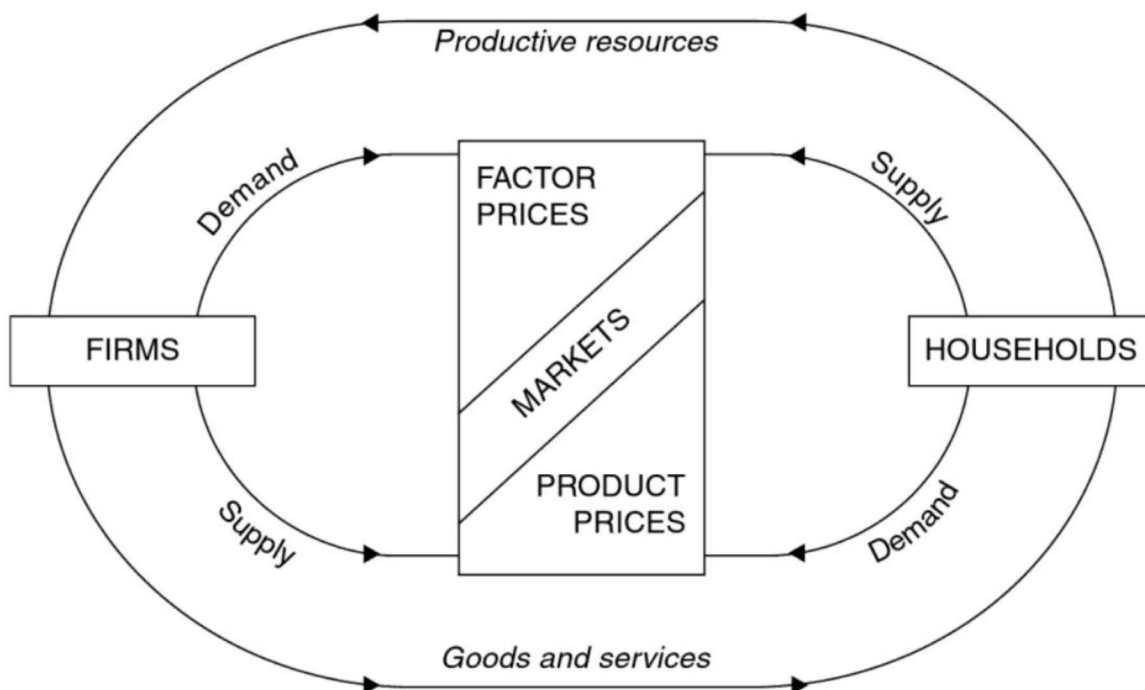 Productive resources
Demand
FACTOR
PRICES
Supply
FIRMS
MARKETS
HOUSEHOLDS
Supply
PRODUCT
PRICES
Demand
Goods and services